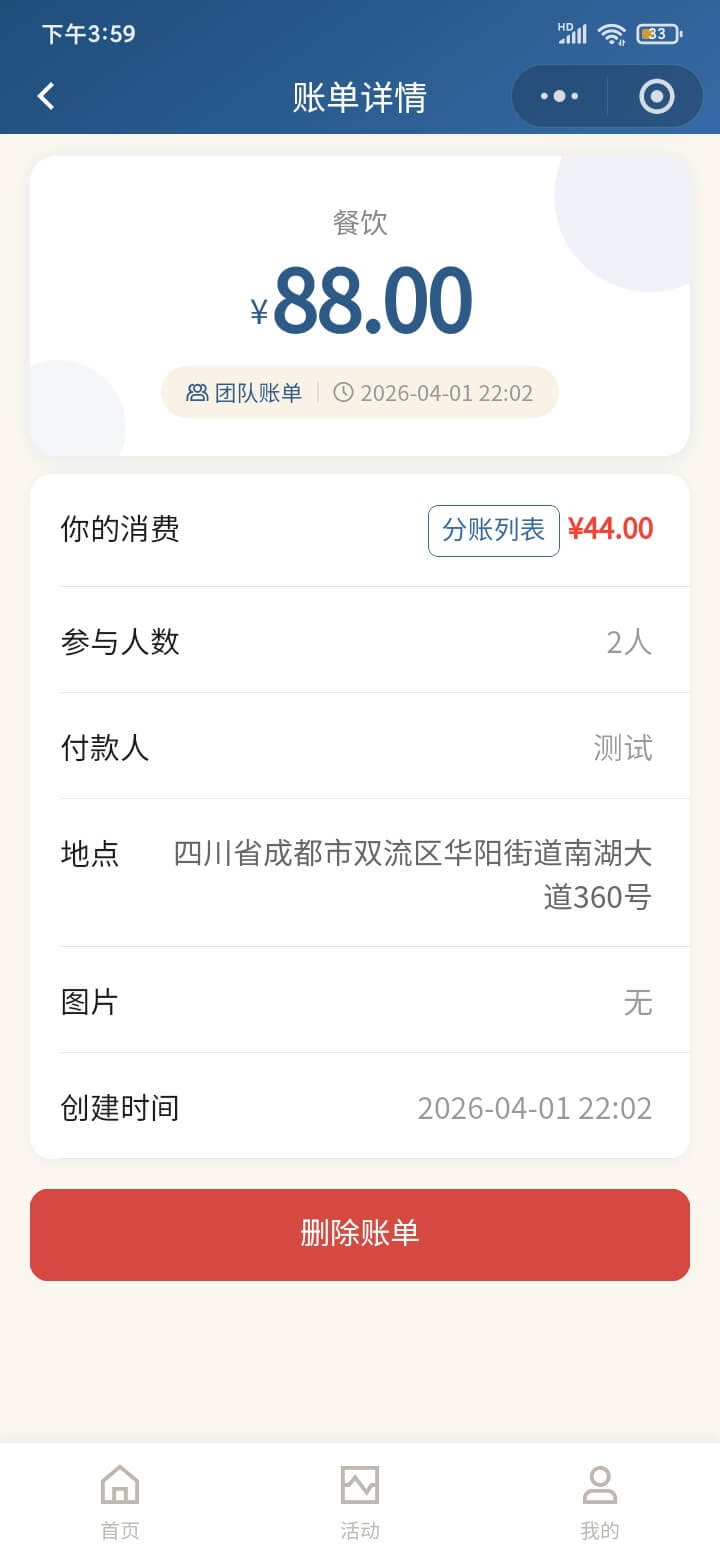 下午3:59
HD
33
账单详情
餐饮
¥88.00
团队账单 2026-04-01 22:02
你的消费 分账列表 ¥44.00
参与人数 2人
付款人 测试
地点 四川省成都市双流区华阳街道南湖大
道360号
图片 无
创建时间 2026-04-01 22:02
删除账单
首页 活动 我的